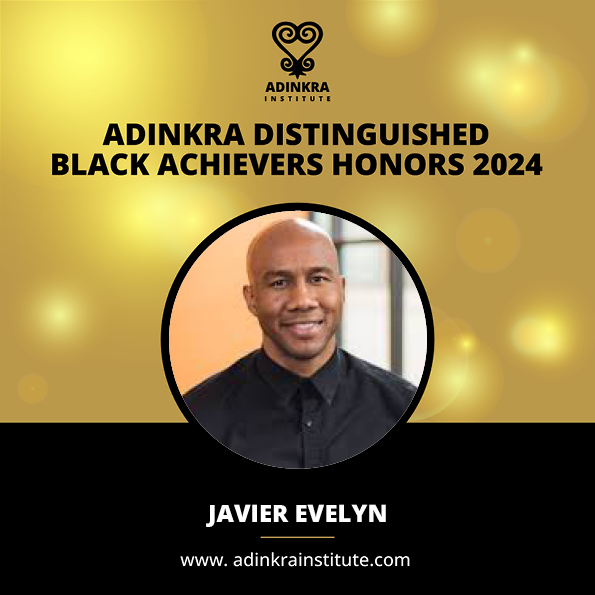 ADINKRA
INSTITUTE
ADINKRA DISTINGUISHED
BLACK ACHIEVERS HONORS 2024
JAVIER EVELYN
www. adinkrainstitute.com